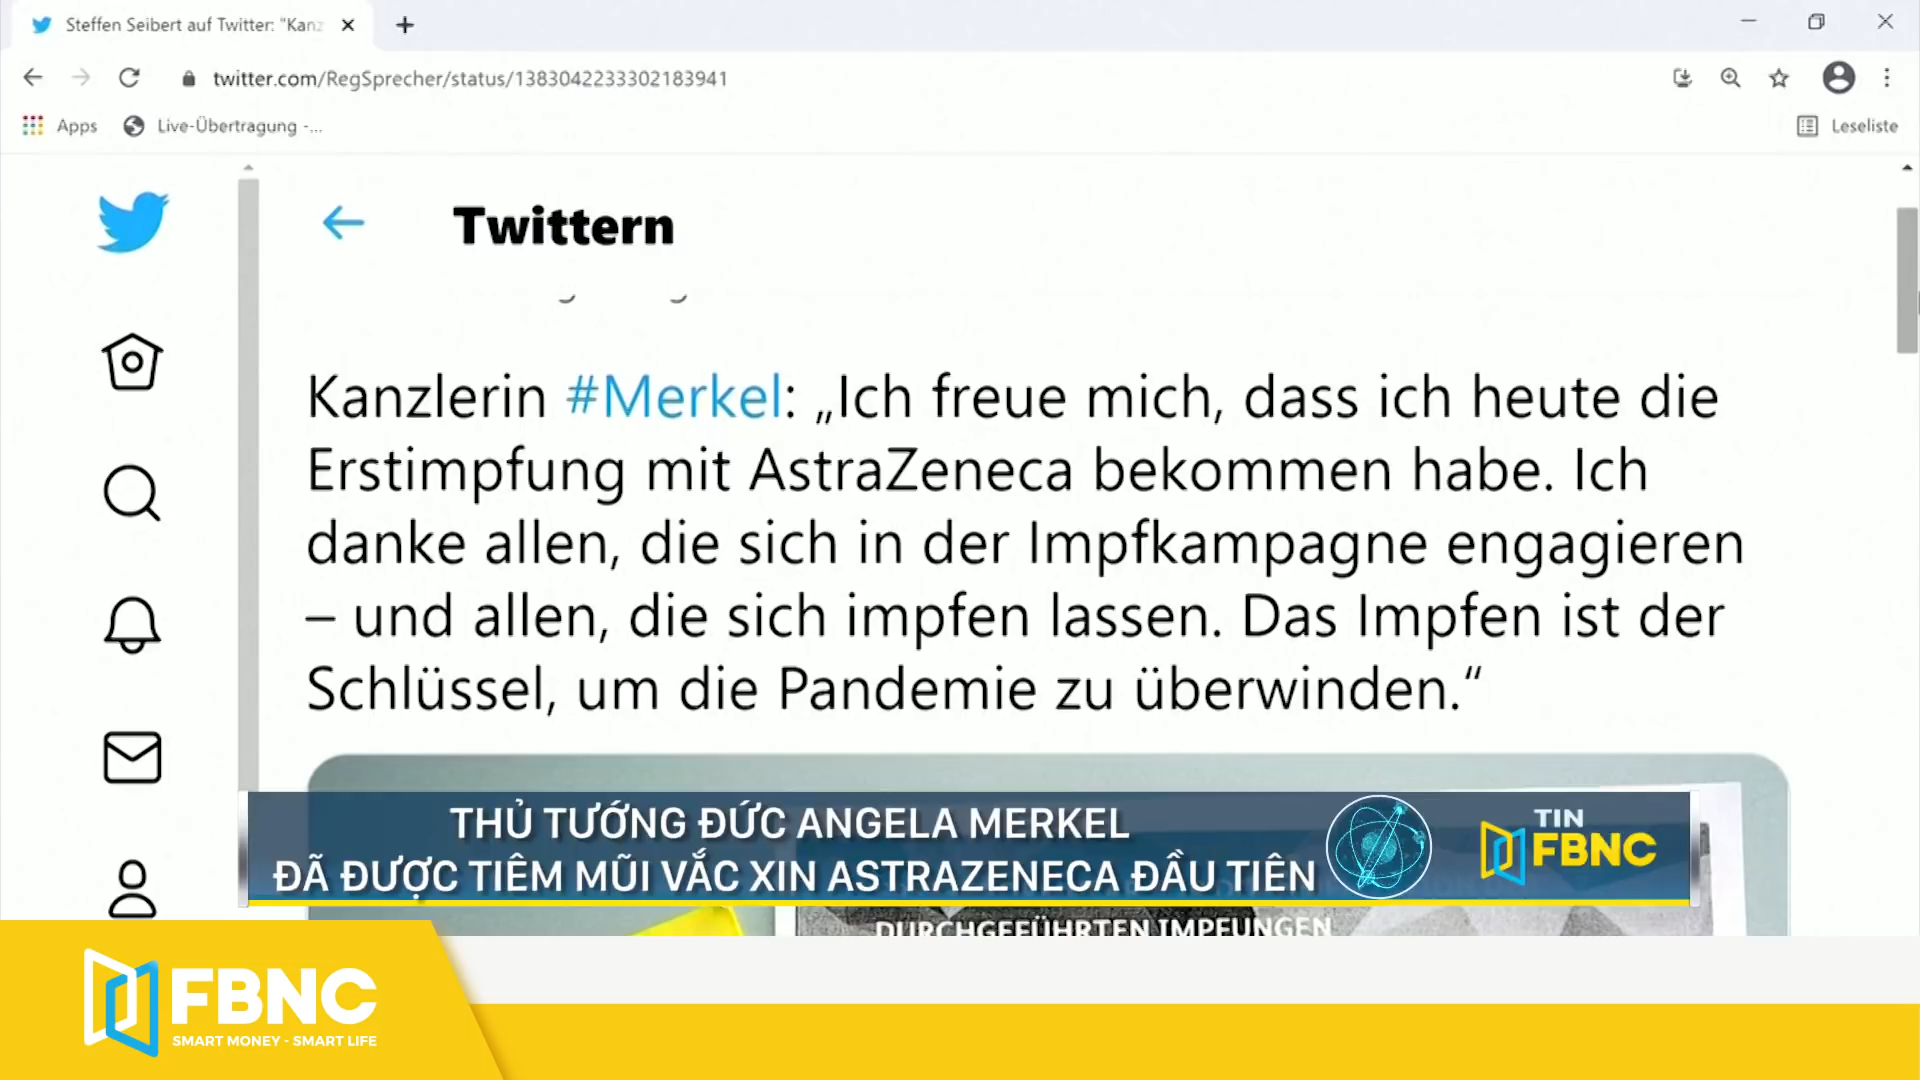 Steffen Seibert auf Twitter: "Kanz
twitter.com/RegSprecher/status/1383042233302183941
Apps
Live-Übertragung -...
Leseliste
Twittern
Kanzlerin #Merkel: „Ich freue mich, dass ich heute die
Erstimpfung mit AstraZeneca bekommen habe. Ich
danke allen, die sich in der Impfkampagne engagieren
– und allen, die sich impfen lassen. Das Impfen ist der
Schlüssel, um die Pandemie zu überwinden.“
THỦ TƯỚNG ĐỨC ANGELA MERKEL
ĐÃ ĐƯỢC TIÊM MŨI VẮC XIN ASTRAZENECA ĐẦU TIÊN
TIN
FBNC
DURCHGEFÜHRTEN IMPFUNGEN
FBNC
SMART MONEY - SMART LIFE